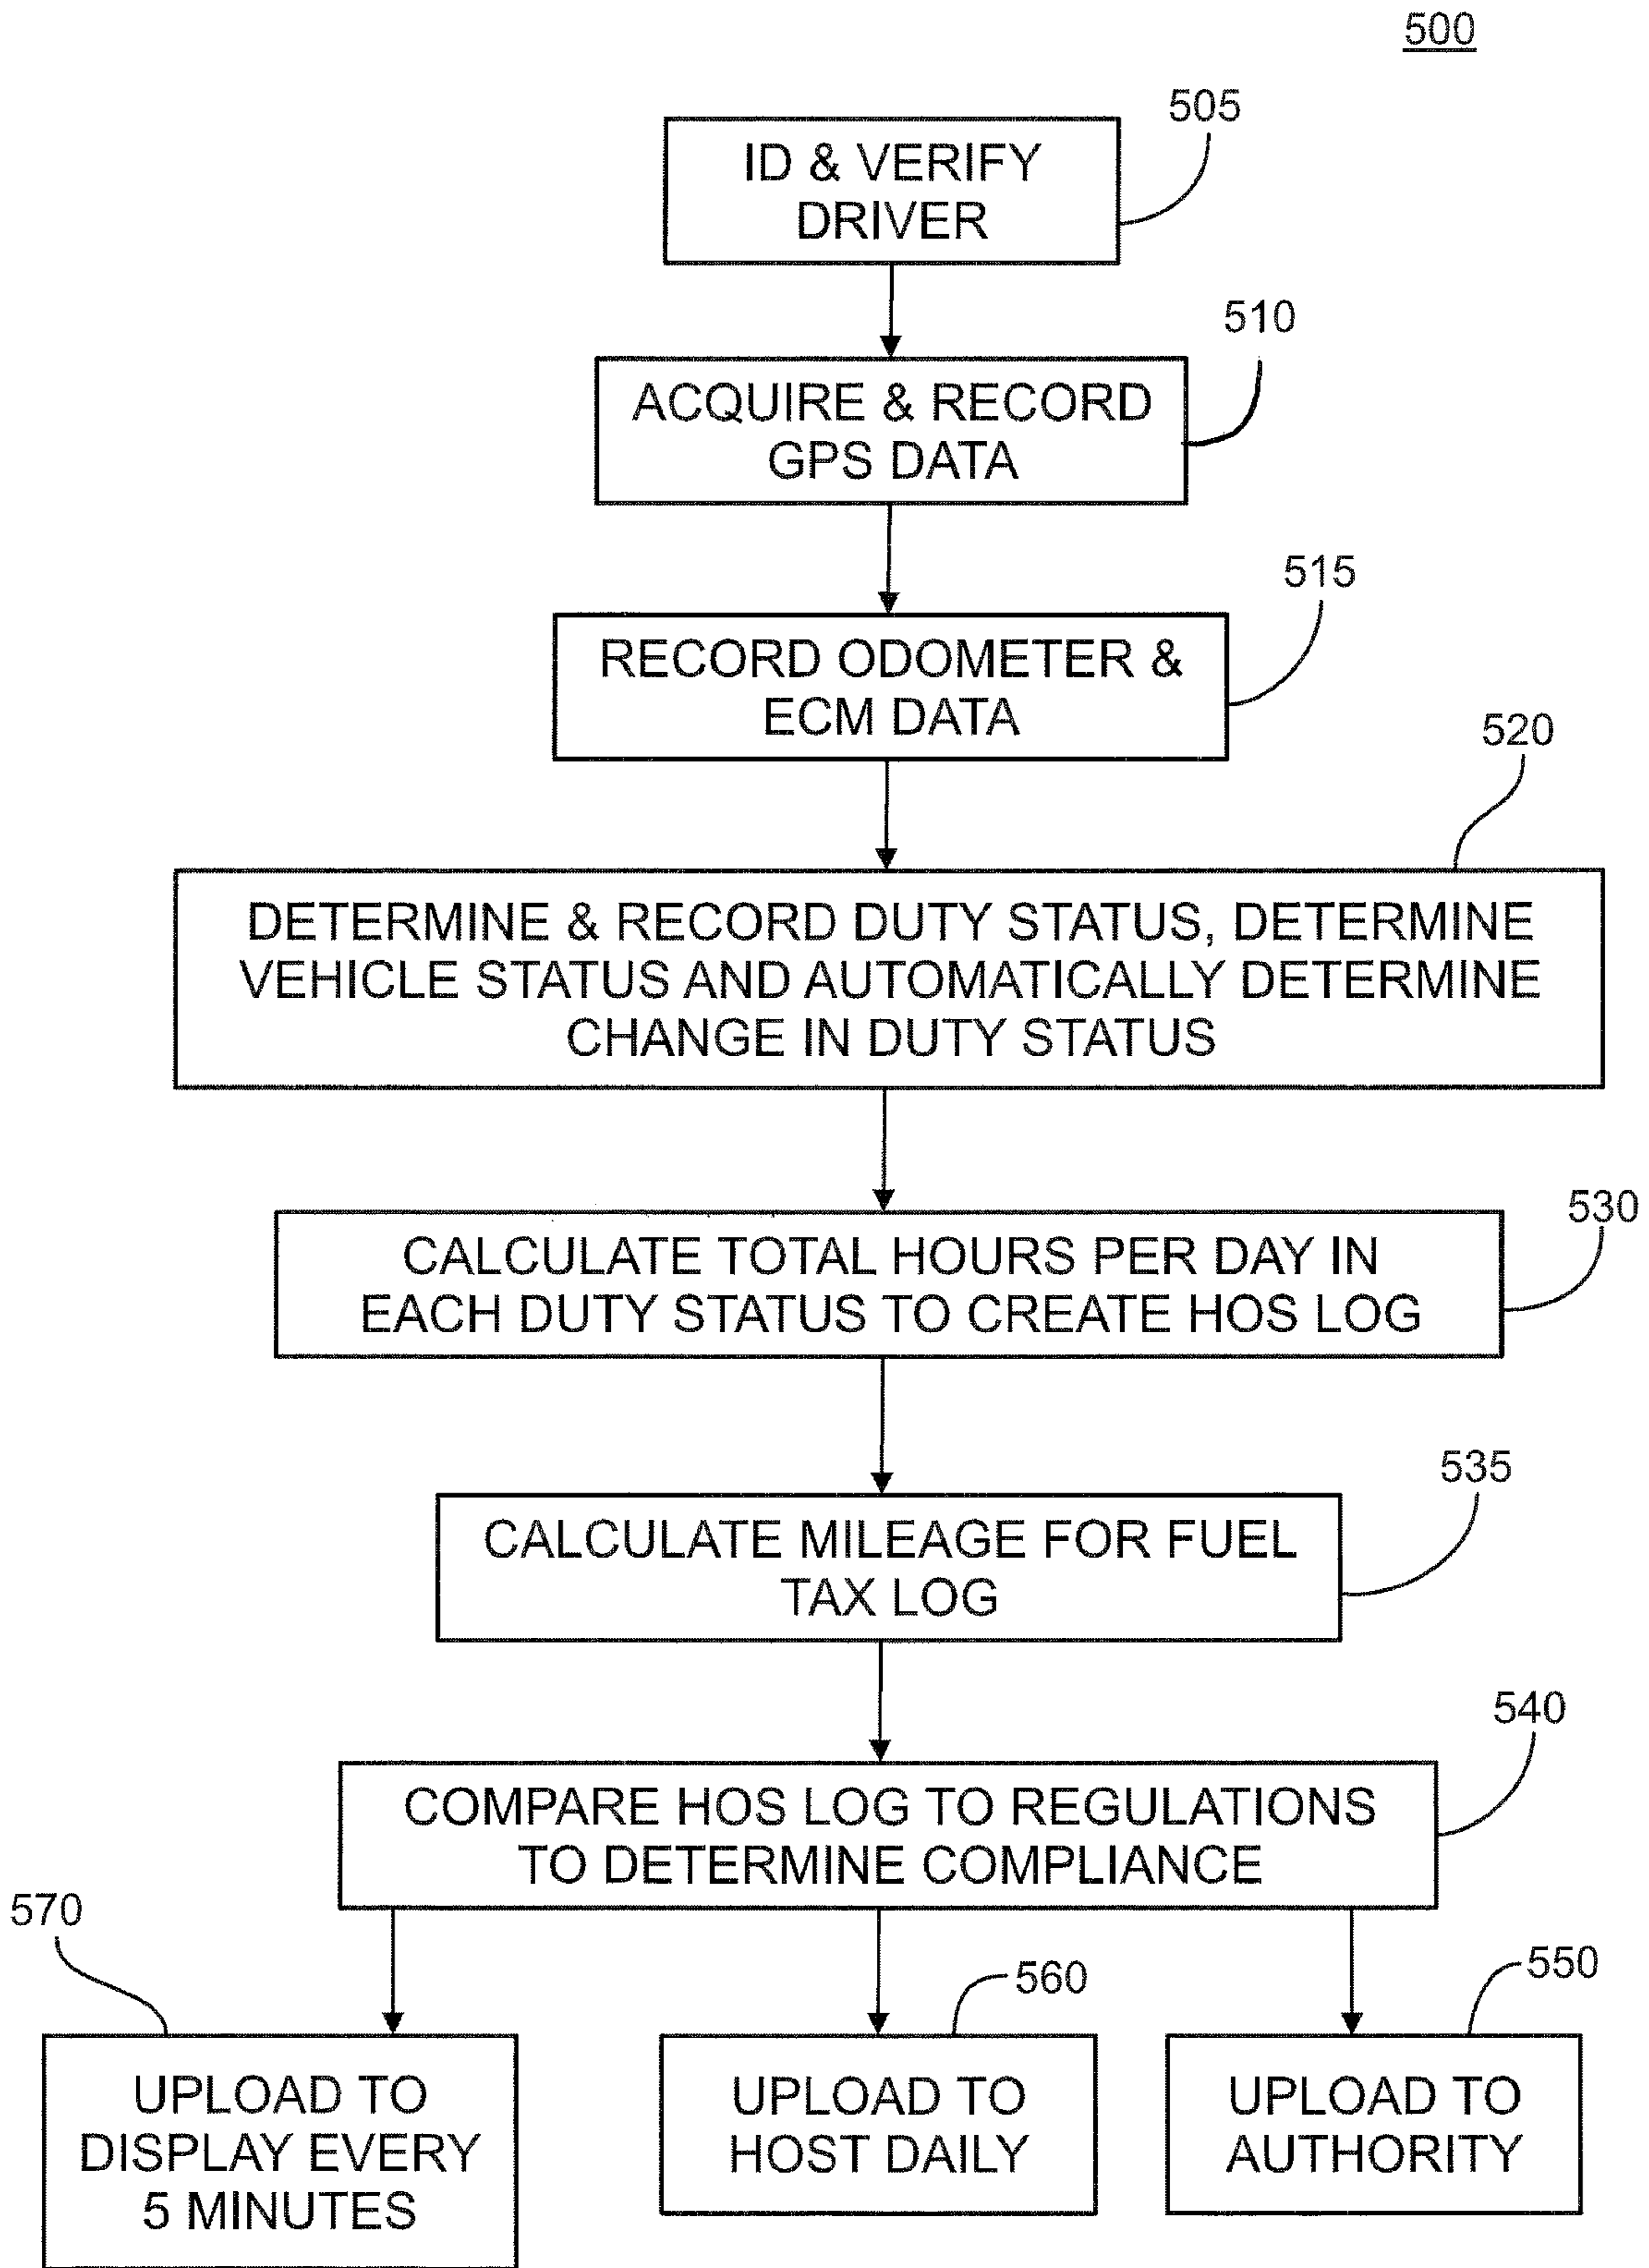 500
505
ID & VERIFY
DRIVER
510
ACQUIRE & RECORD
GPS DATA
515
RECORD ODOMETER &
ECM DATA
520
DETERMINE & RECORD DUTY STATUS, DETERMINE
VEHICLE STATUS AND AUTOMATICALLY DETERMINE
CHANGE IN DUTY STATUS
530
CALCULATE TOTAL HOURS PER DAY IN
EACH DUTY STATUS TO CREATE HOS LOG
535
CALCULATE MILEAGE FOR FUEL
TAX LOG
540
COMPARE HOS LOG TO REGULATIONS
TO DETERMINE COMPLIANCE
570
UPLOAD TO
DISPLAY EVERY
5 MINUTES
560
UPLOAD TO
HOST DAILY
550
UPLOAD TO
AUTHORITY